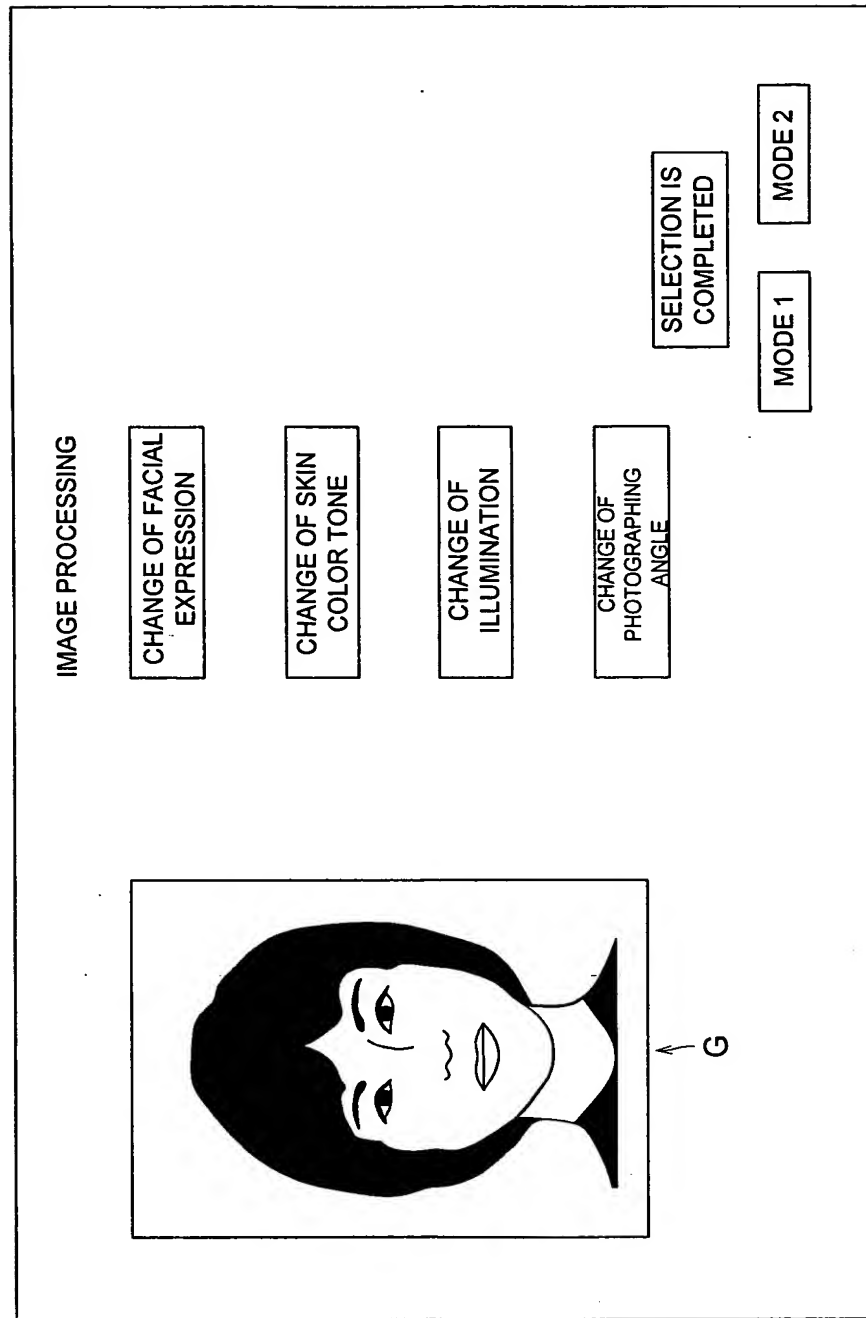 IMAGE PROCESSING
CHANGE OF FACIAL
EXPRESSION
CHANGE OF SKIN
COLOR TONE
CHANGE OF
ILLUMINATION
CHANGE OF
PHOTOGRAPHING
ANGLE
SELECTION IS
COMPLETED
MODE 1
MODE 2
G